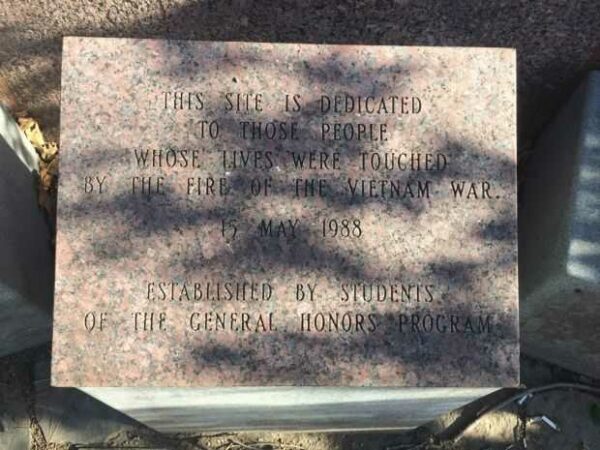 THIS SITE IS DEDICATED
TO THOSE PEOPLE
WHOSE LIVES WERE TOUCHED
BY THE FIRE OF THE VIETNAM WAR.
15 MAY 1988
ESTABLISHED BY STUDENTS
OF THE GENERAL HONORS PROGRAM